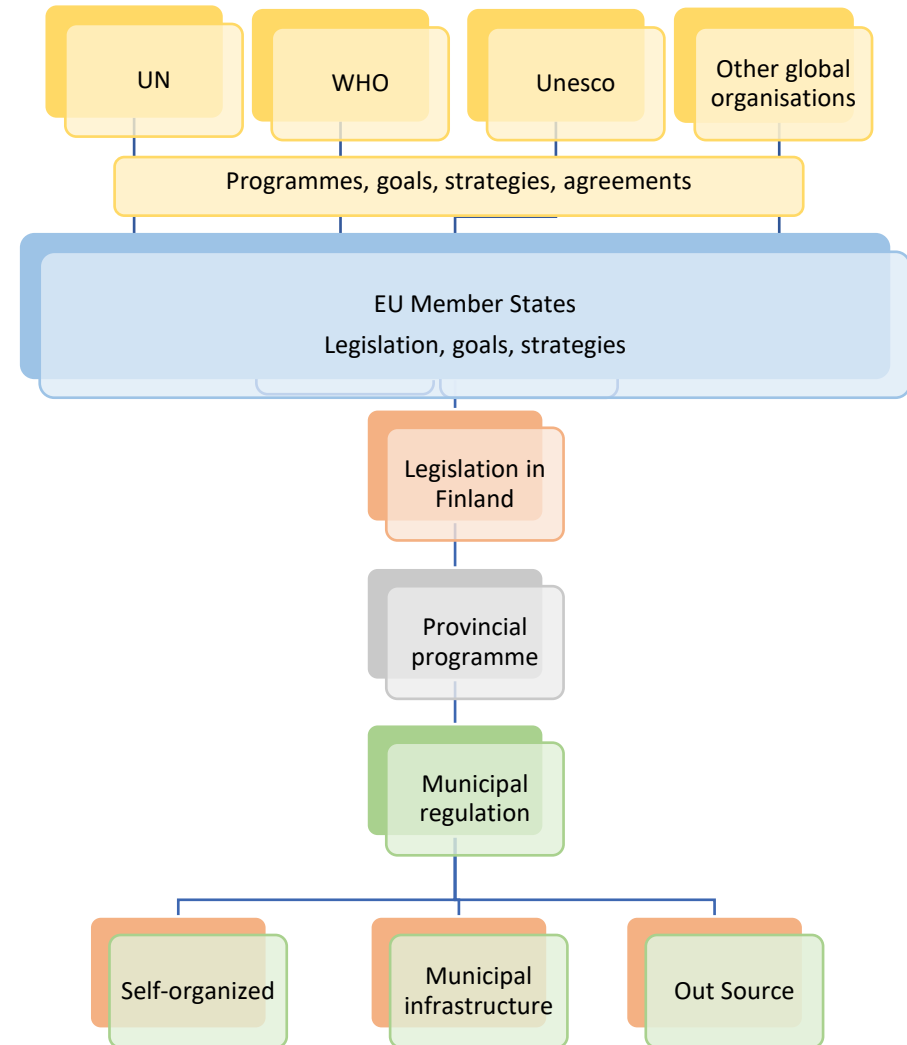 UN
WHO
Unesco
Other global
organisations
Programmes, goals, strategies, agreements
EU Member States
Legislation, goals, strategies
Legislation in
Finland
Provincial
programme
Municipal
regulation
Self-organized
Municipal
infrastructure
Out Source